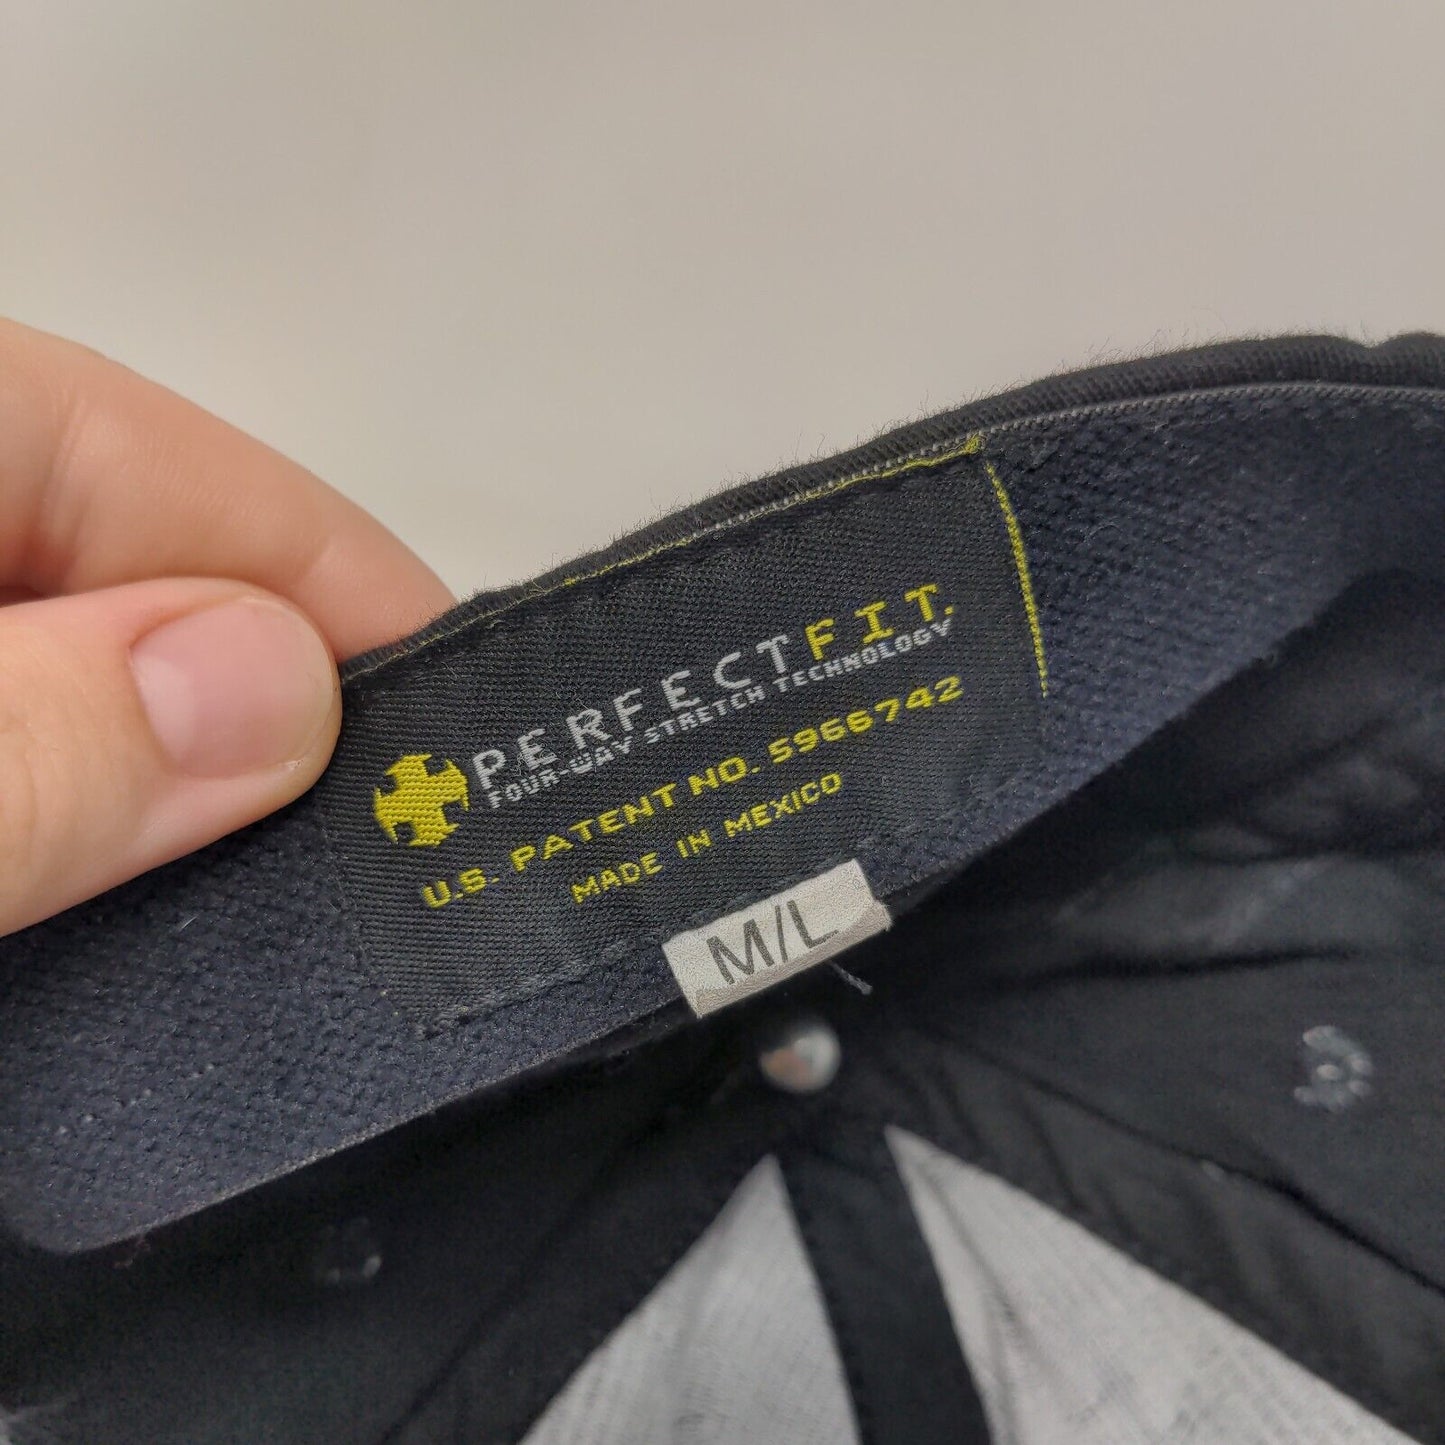 PERFECTFIT.
FOUR-WAY STRETCH TECHNOLOGY
U.S. PATENT NO. 5966742
MADE IN MEXICO
M/L